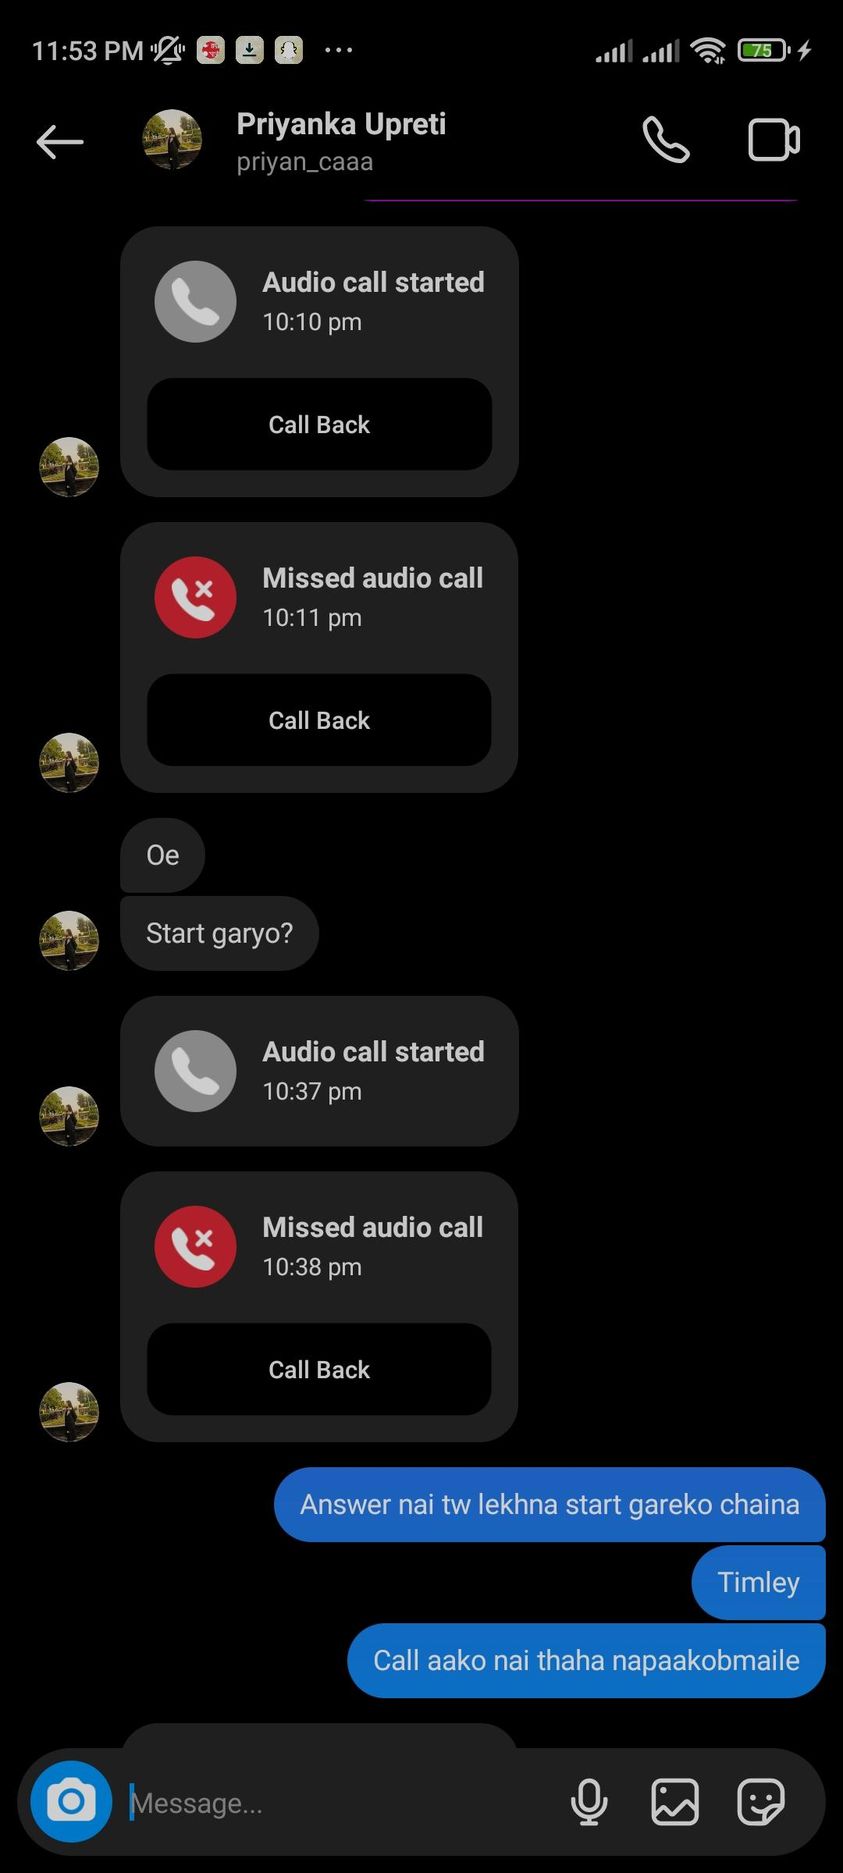 11:53 PM
75
Priyanka Upreti
priyan_caaa
Audio call started
10:10 pm
Call Back
Missed audio call
10:11 pm
Call Back
Oe
Start garyo?
Audio call started
10:37 pm
Missed audio call
10:38 pm
Call Back
Answer nai tw lekhna start gareko chaina
Timley
Call aako nai thaha napaakobmaile
Message...